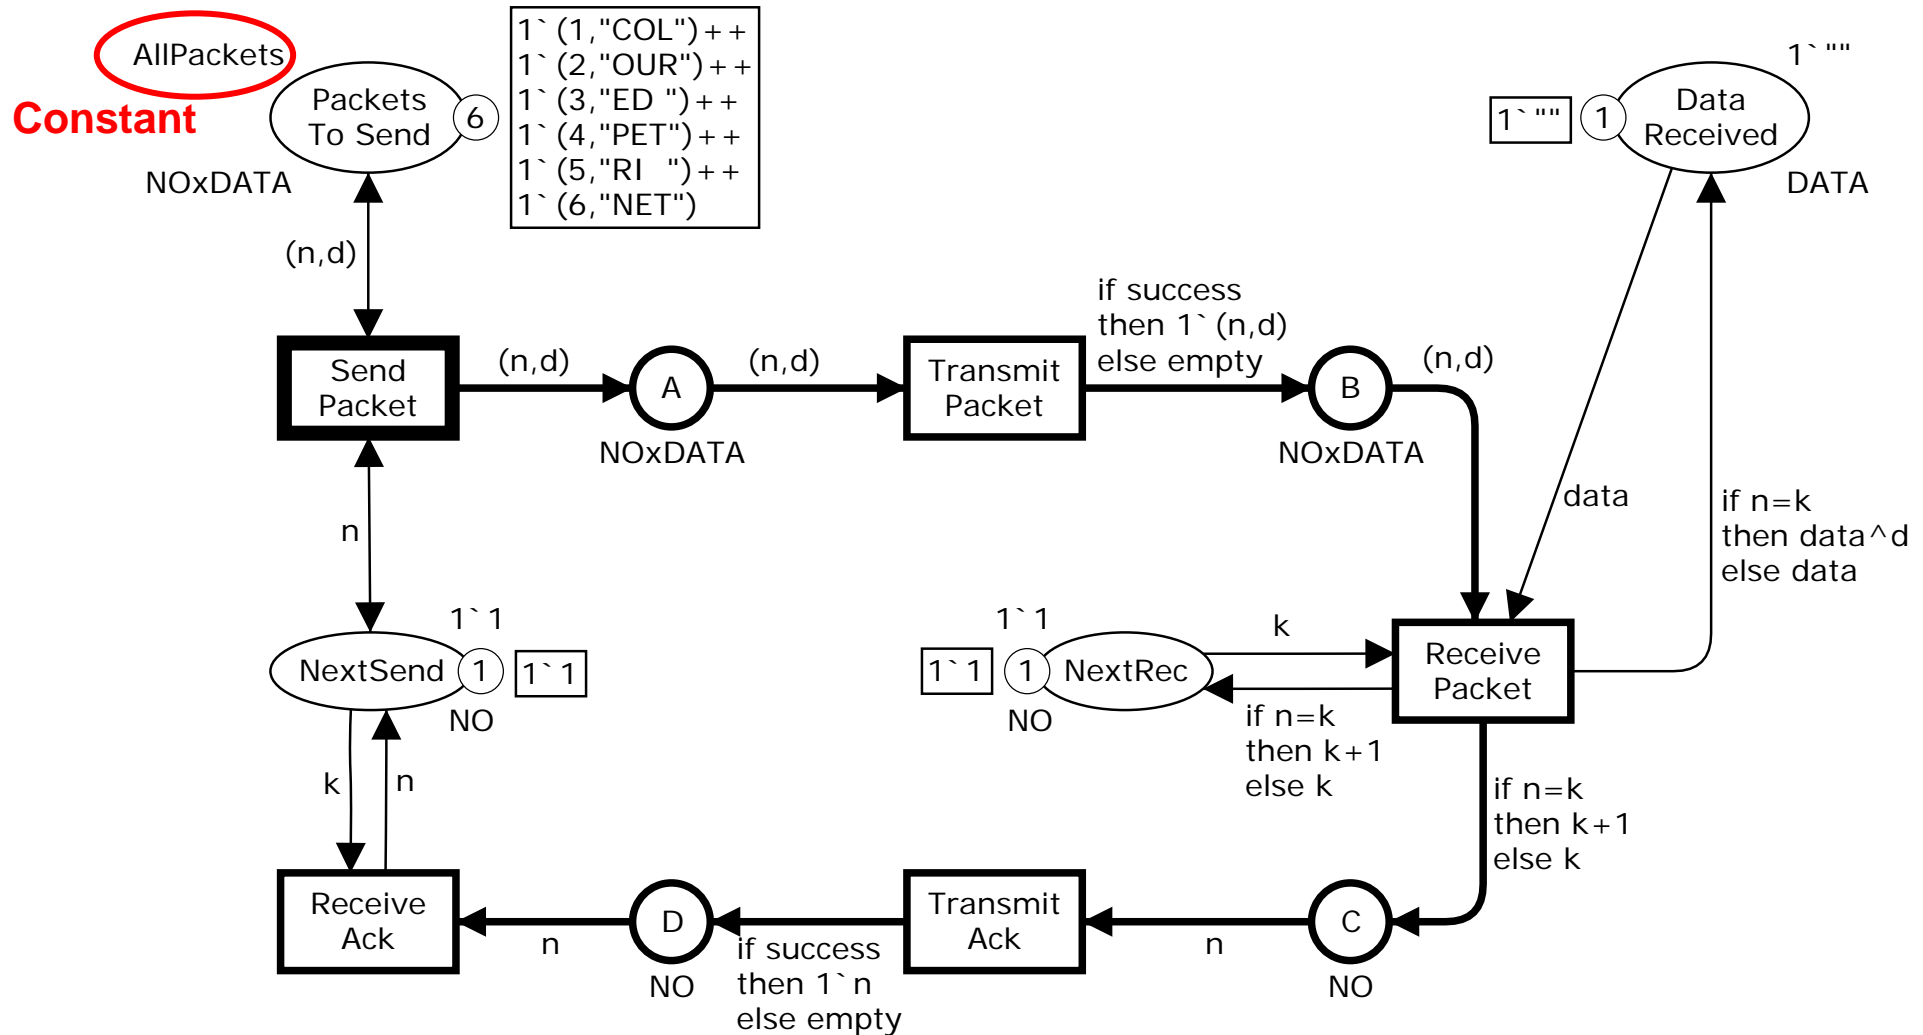 AllPackets
Constant
Packets
To Send
6
1`(1,"COL")++
1`(2,"OUR")++
1`(3,"ED ")++
1`(4,"PET")++
1`(5,"RI  ")++
1`(6,"NET")
NOxDATA
1`""
1`""
1
Data
Received
DATA
(n,d)
Send
Packet
(n,d)
A
NOxDATA
(n,d)
Transmit
Packet
if success
then 1`(n,d)
else empty
B
NOxDATA
(n,d)
data
if n=k
then data^d
else data
n
1`1
NextSend
1
1`1
NO
1`1
1`1
1
NextRec
NO
k
if n=k
then k+1
else k
Receive
Packet
if n=k
then k+1
else k
k
n
Receive
Ack
n
D
NO
if success
then 1`n
else empty
Transmit
Ack
n
C
NO